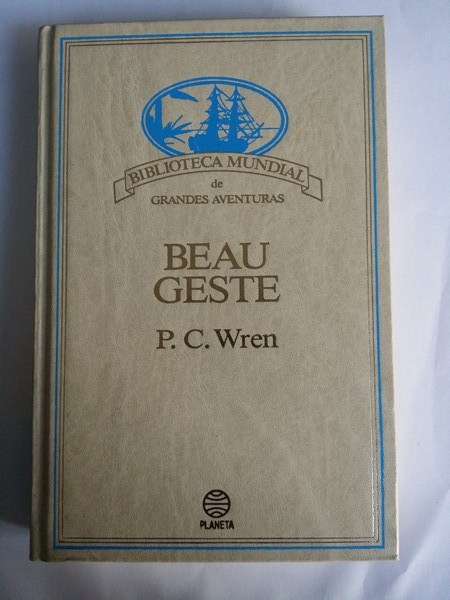 BIBLIOTECA MUNDIAL
de
GRANDES AVENTURAS
BEAU
GESTE
P. C. Wren
PLANETA